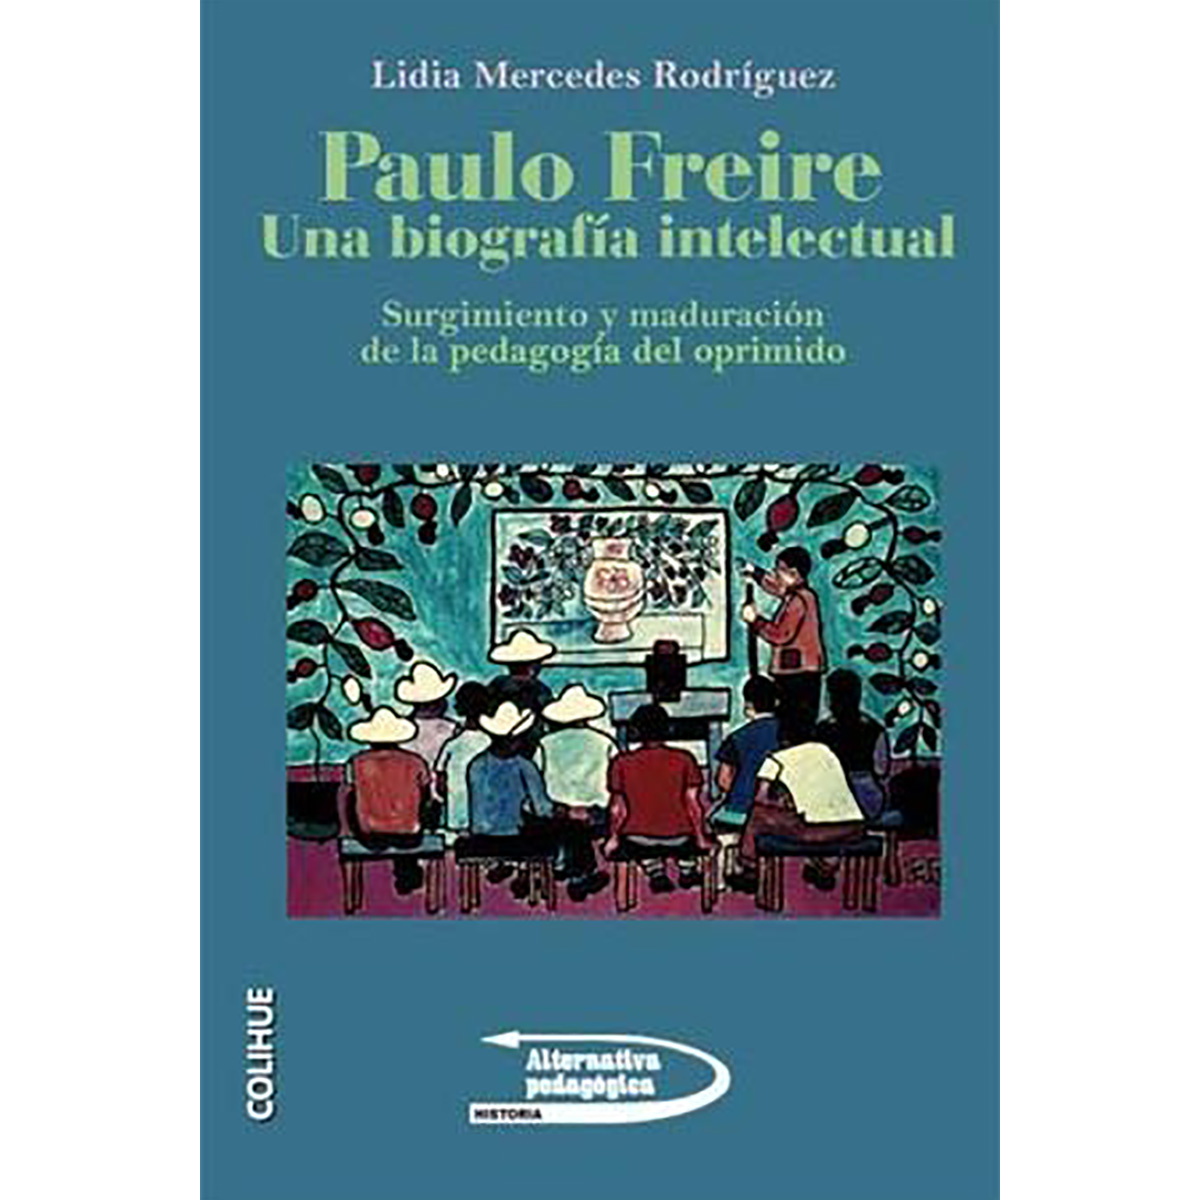 Lidia Mercedes Rodríguez
Paulo Freire
Una biografía intelectual
Surgimiento y maduración
de la pedagogía del oprimido
COLIHUE
Alternativa
pedagógica
HISTORIA